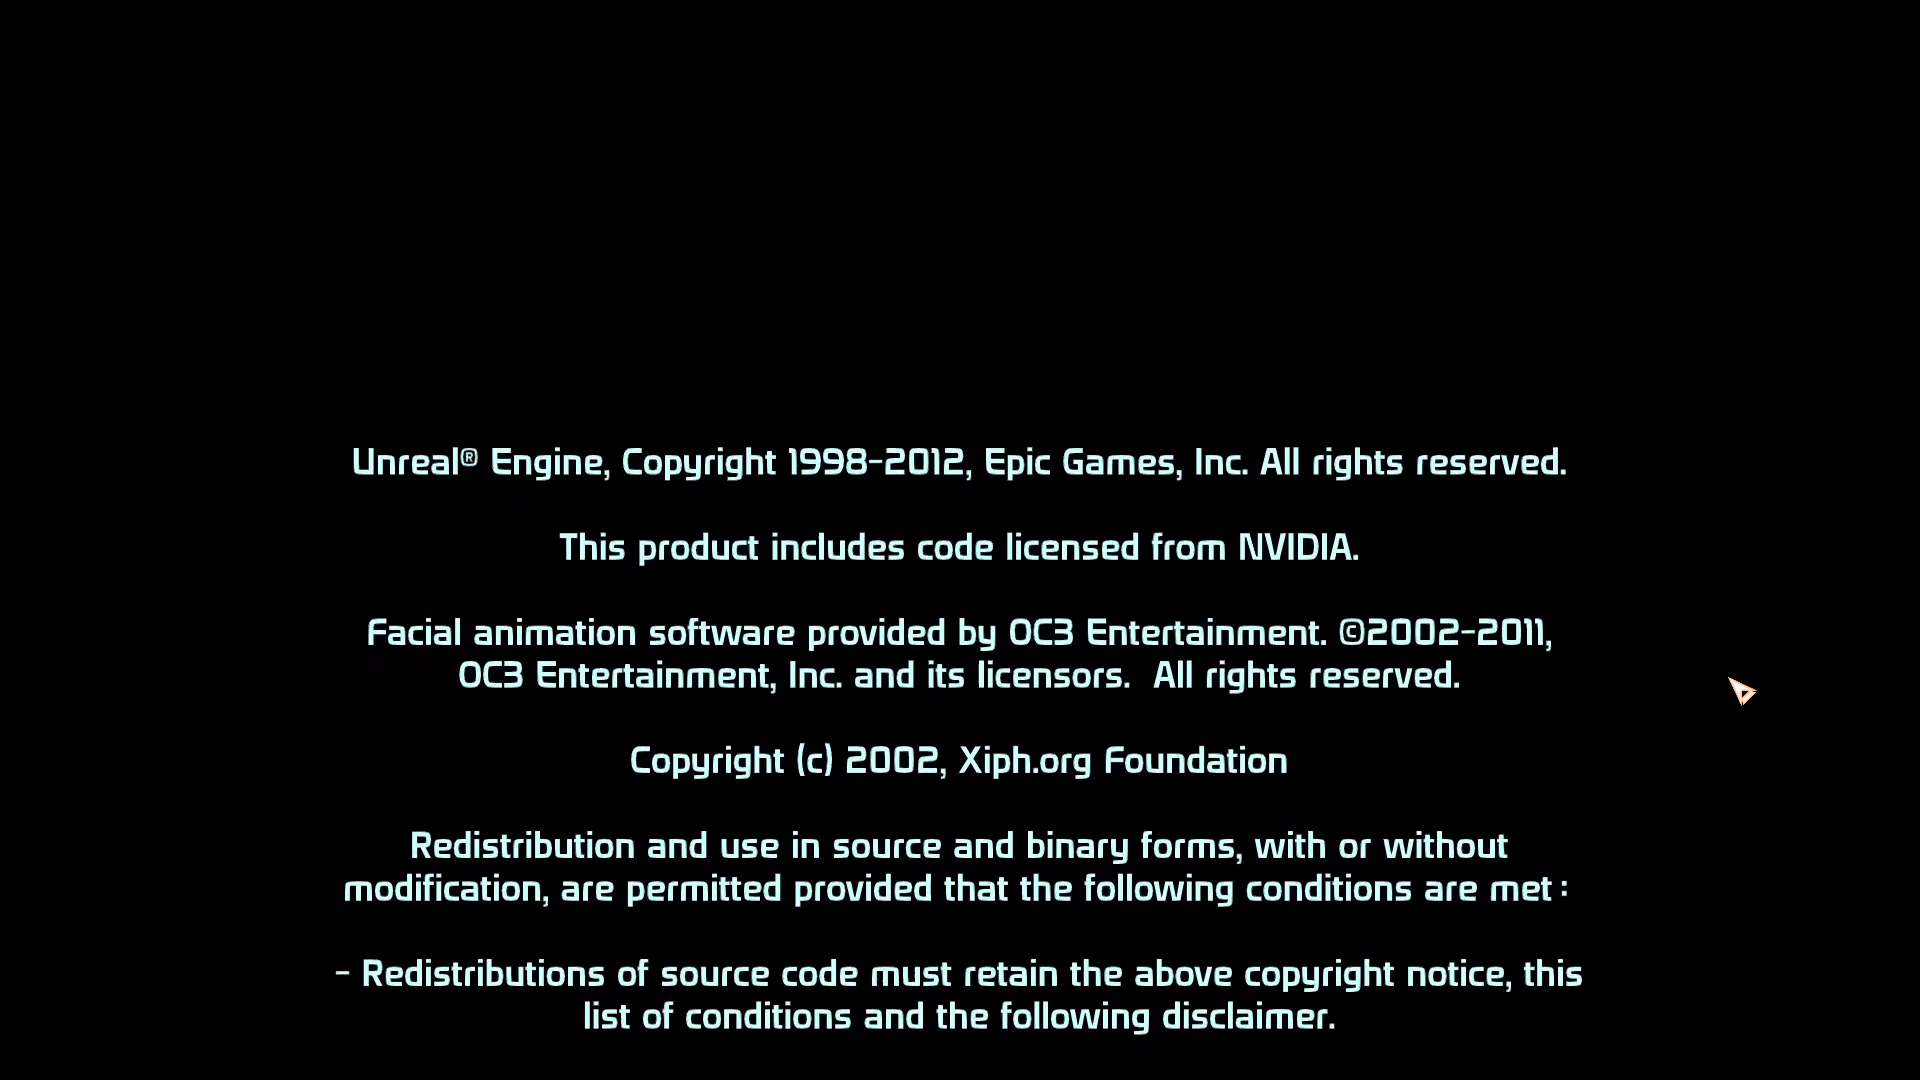 Unreal® Engine, Copyright 1998-2012, Epic Games, Inc. All rights reserved.
This product includes code licensed from NVIDIA.
Facial animation software provided by OC3 Entertainment. ©2002-2011,
OC3 Entertainment, Inc. and its licensors.  All rights reserved.
Copyright (c) 2002, Xiph.org Foundation
Redistribution and use in source and binary forms, with or without
modification, are permitted provided that the following conditions are met:
- Redistributions of source code must retain the above copyright notice, this
list of conditions and the following disclaimer.